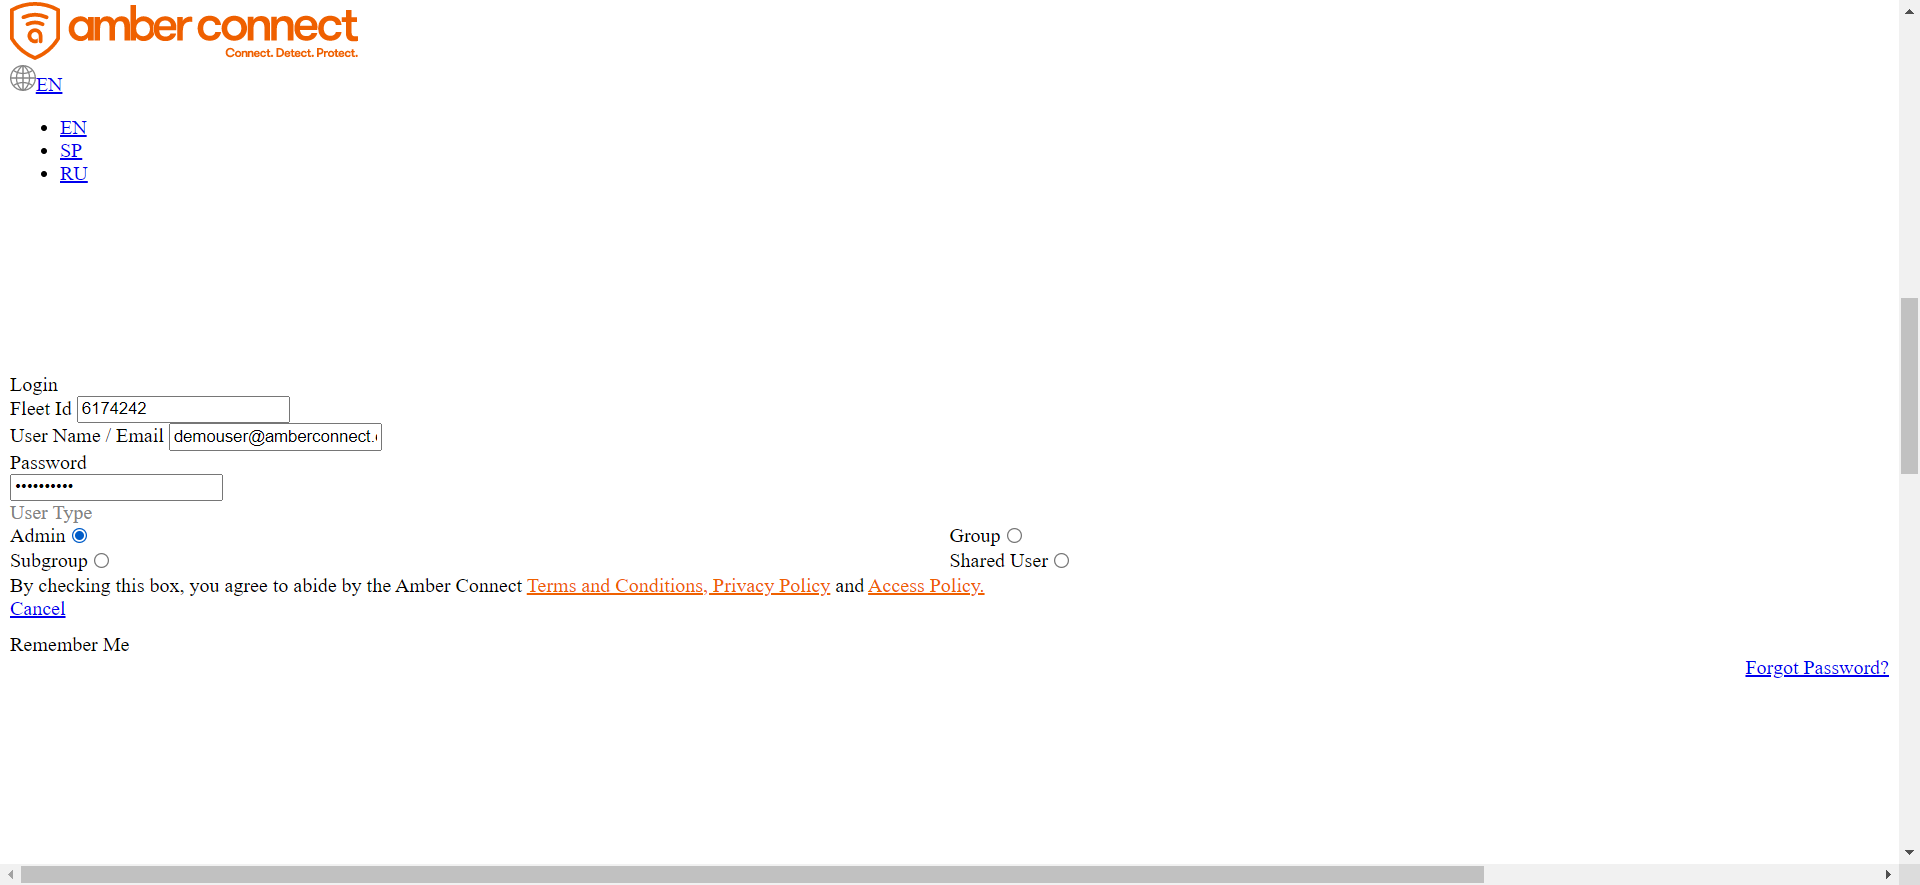 amber connect
Connect. Detect. Protect.
EN
EN
SP
RU
Login
Fleet Id 6174242
User Name / Email demouser@amberconnect.
Password
••••••••••
User Type
Admin Group
Subgroup Shared User
By checking this box, you agree to abide by the Amber Connect Terms and Conditions, Privacy Policy and Access Policy.
Cancel
Remember Me
Forgot Password?